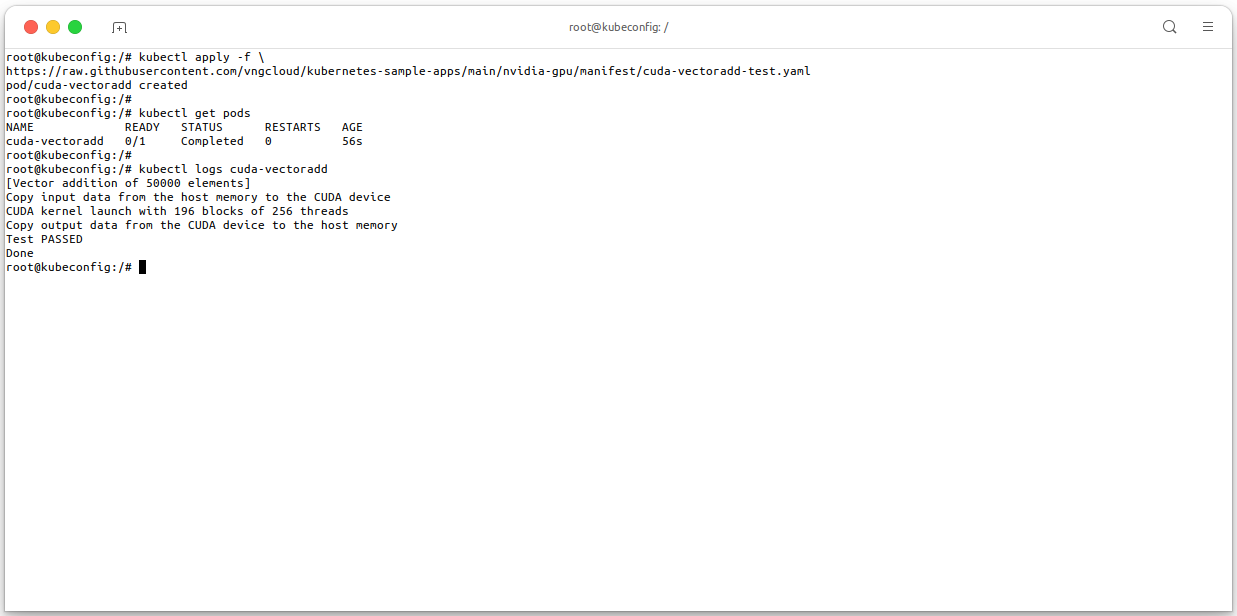 root@kubeconfig: /
root@kubeconfig:/# kubectl apply -f \
https://raw.githubusercontent.com/vngcloud/kubernetes-sample-apps/main/nvidia-gpu/manifest/cuda-vectoradd-test.yaml
pod/cuda-vectoradd created
root@kubeconfig:/#
root@kubeconfig:/# kubectl get pods
NAME READY STATUS RESTARTS AGE
cuda-vectoradd 0/1 Completed 0 56s
root@kubeconfig:/#
root@kubeconfig:/# kubectl logs cuda-vectoradd
[Vector addition of 50000 elements]
Copy input data from the host memory to the CUDA device
CUDA kernel launch with 196 blocks of 256 threads
Copy output data from the CUDA device to the host memory
Test PASSED
Done
root@kubeconfig:/#